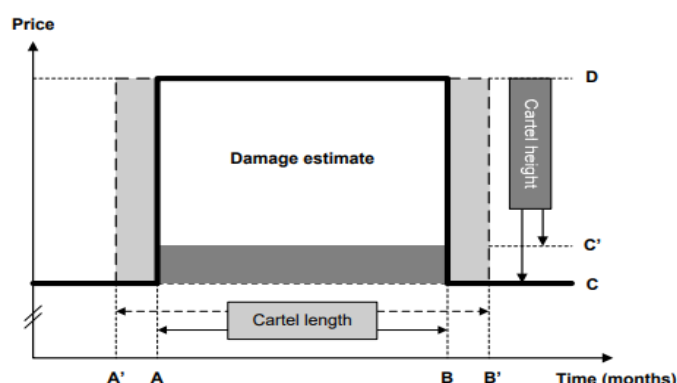 Price
D
Cartel height
Damage estimate
C'
C
Cartel length
A' A B B' Time (months)